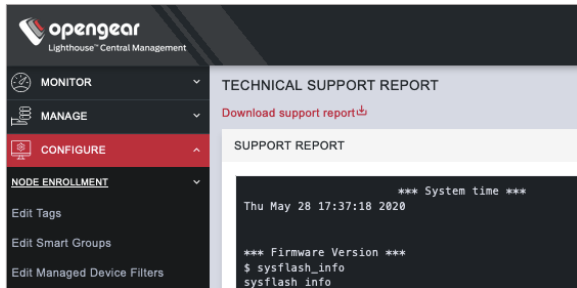 opengear
Lighthouse™ Central Management
MONITOR
MANAGE
CONFIGURE
NODE ENROLLMENT
Edit Tags
Edit Smart Groups
Edit Managed Device Filters
TECHNICAL SUPPORT REPORT
Download support report
SUPPORT REPORT
*** System time ***
Thu May 28 17:37:18 2020
*** Firmware Version ***
$ sysflash_info
sysflash info